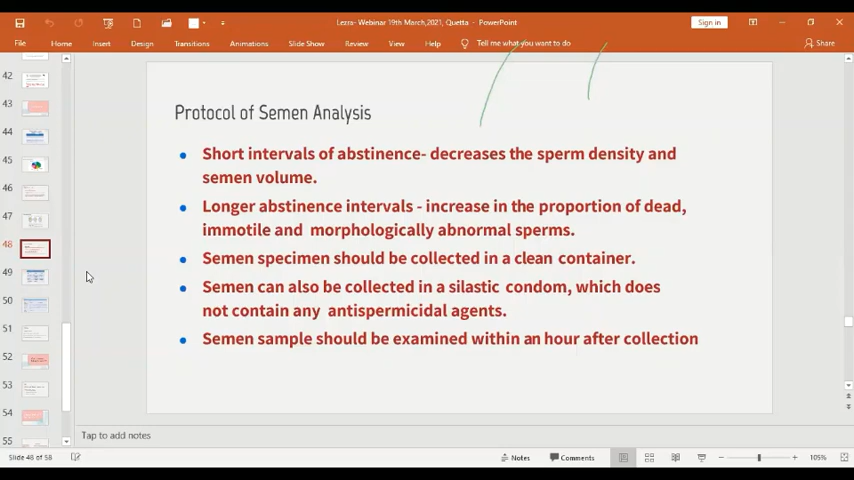 Lezra- Webinar 19th March,2021, Quetta - PowerPoint
Sign in
File Home Insert Design Transitions Animations Slide Show Review View Help Tell me what you want to do Share
42
43
44
45
46
47
48
49
50
51
52
53
54
55
Protocol of Semen Analysis
Short intervals of abstinence- decreases the sperm density and
semen volume.
Longer abstinence intervals - increase in the proportion of dead,
immotile and morphologically abnormal sperms.
Semen specimen should be collected in a clean container.
Semen can also be collected in a silastic condom, which does
not contain any antispermicidal agents.
Semen sample should be examined within an hour after collection
Tap to add notes
Slide 48 of 58
Notes
Comments
105%